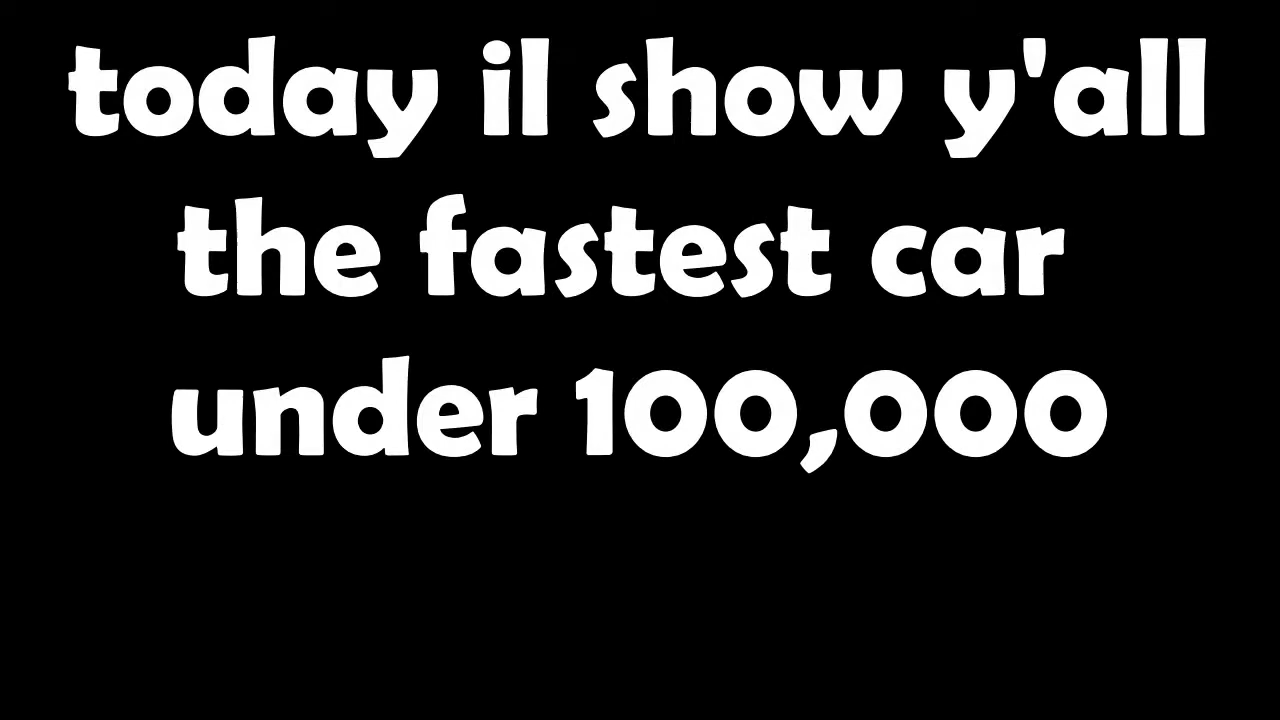 today il show y'all
the fastest car
under 100,000